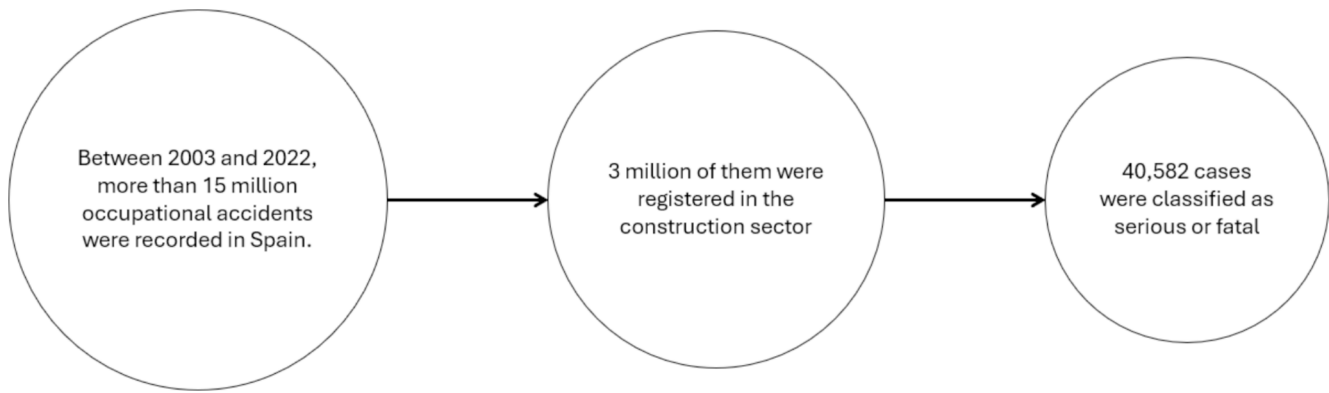 Between 2003 and 2022,
more than 15 million
occupational accidents
were recorded in Spain.
3 million of them were
registered in the
construction sector
40,582 cases
were classified as
serious or fatal